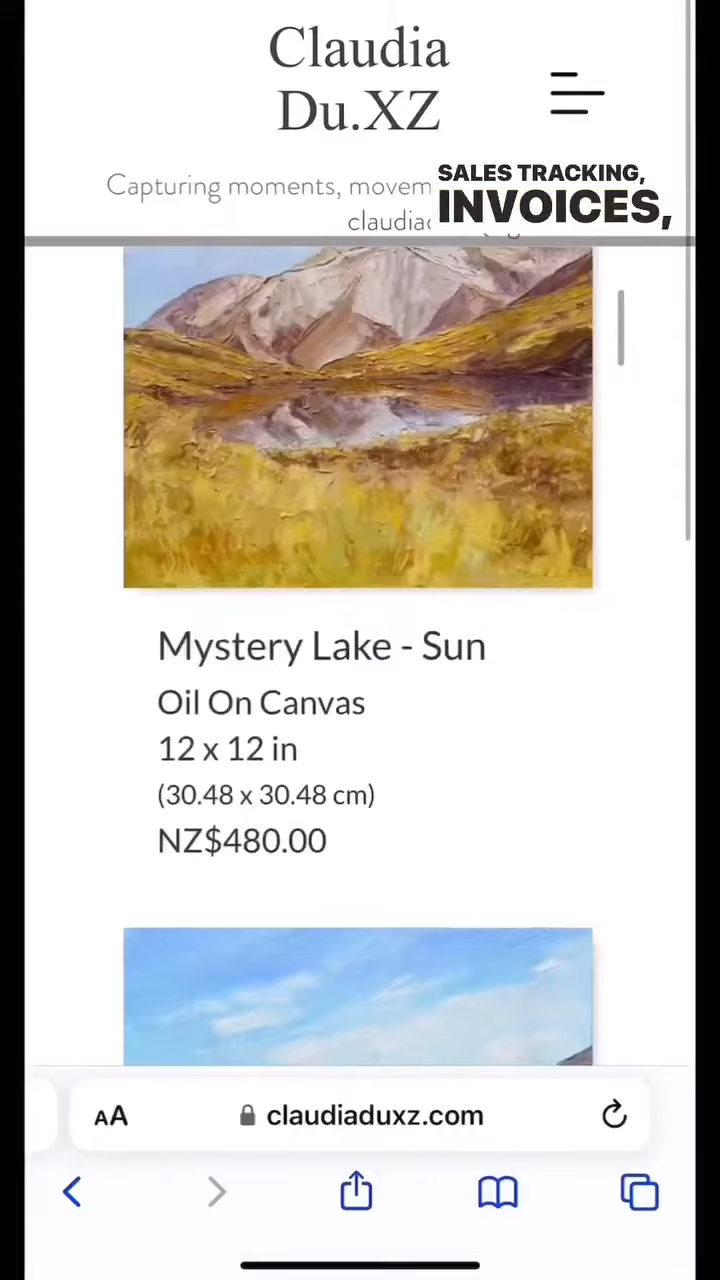 Claudia
Du.XZ
Capturing moments, movem
claudiad
SALES TRACKING,
INVOICES,
Mystery Lake - Sun
Oil On Canvas
12 x 12 in
(30.48 x 30.48 cm)
NZ$480.00
AA
claudiaduxz.com